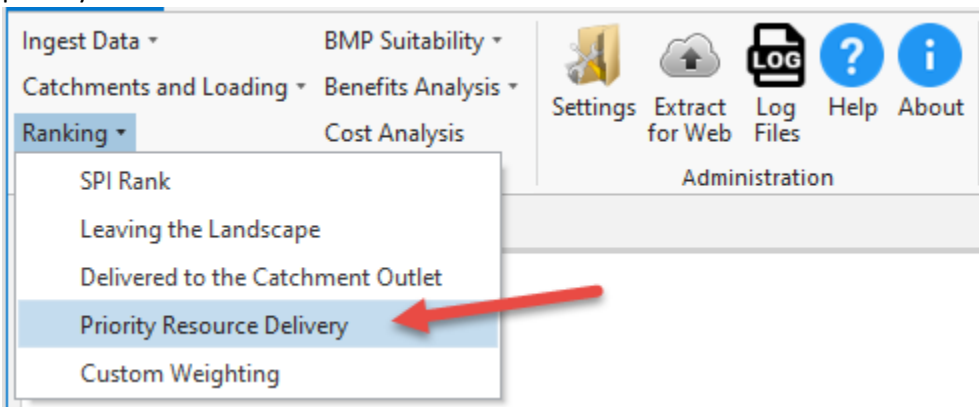 Ingest Data
BMP Suitability
Catchments and Loading
Benefits Analysis
Ranking
Cost Analysis
Settings
Extract for Web
LOG
Log Files
?
Help
i
About
Administration
SPI Rank
Leaving the Landscape
Delivered to the Catchment Outlet
Priority Resource Delivery
Custom Weighting